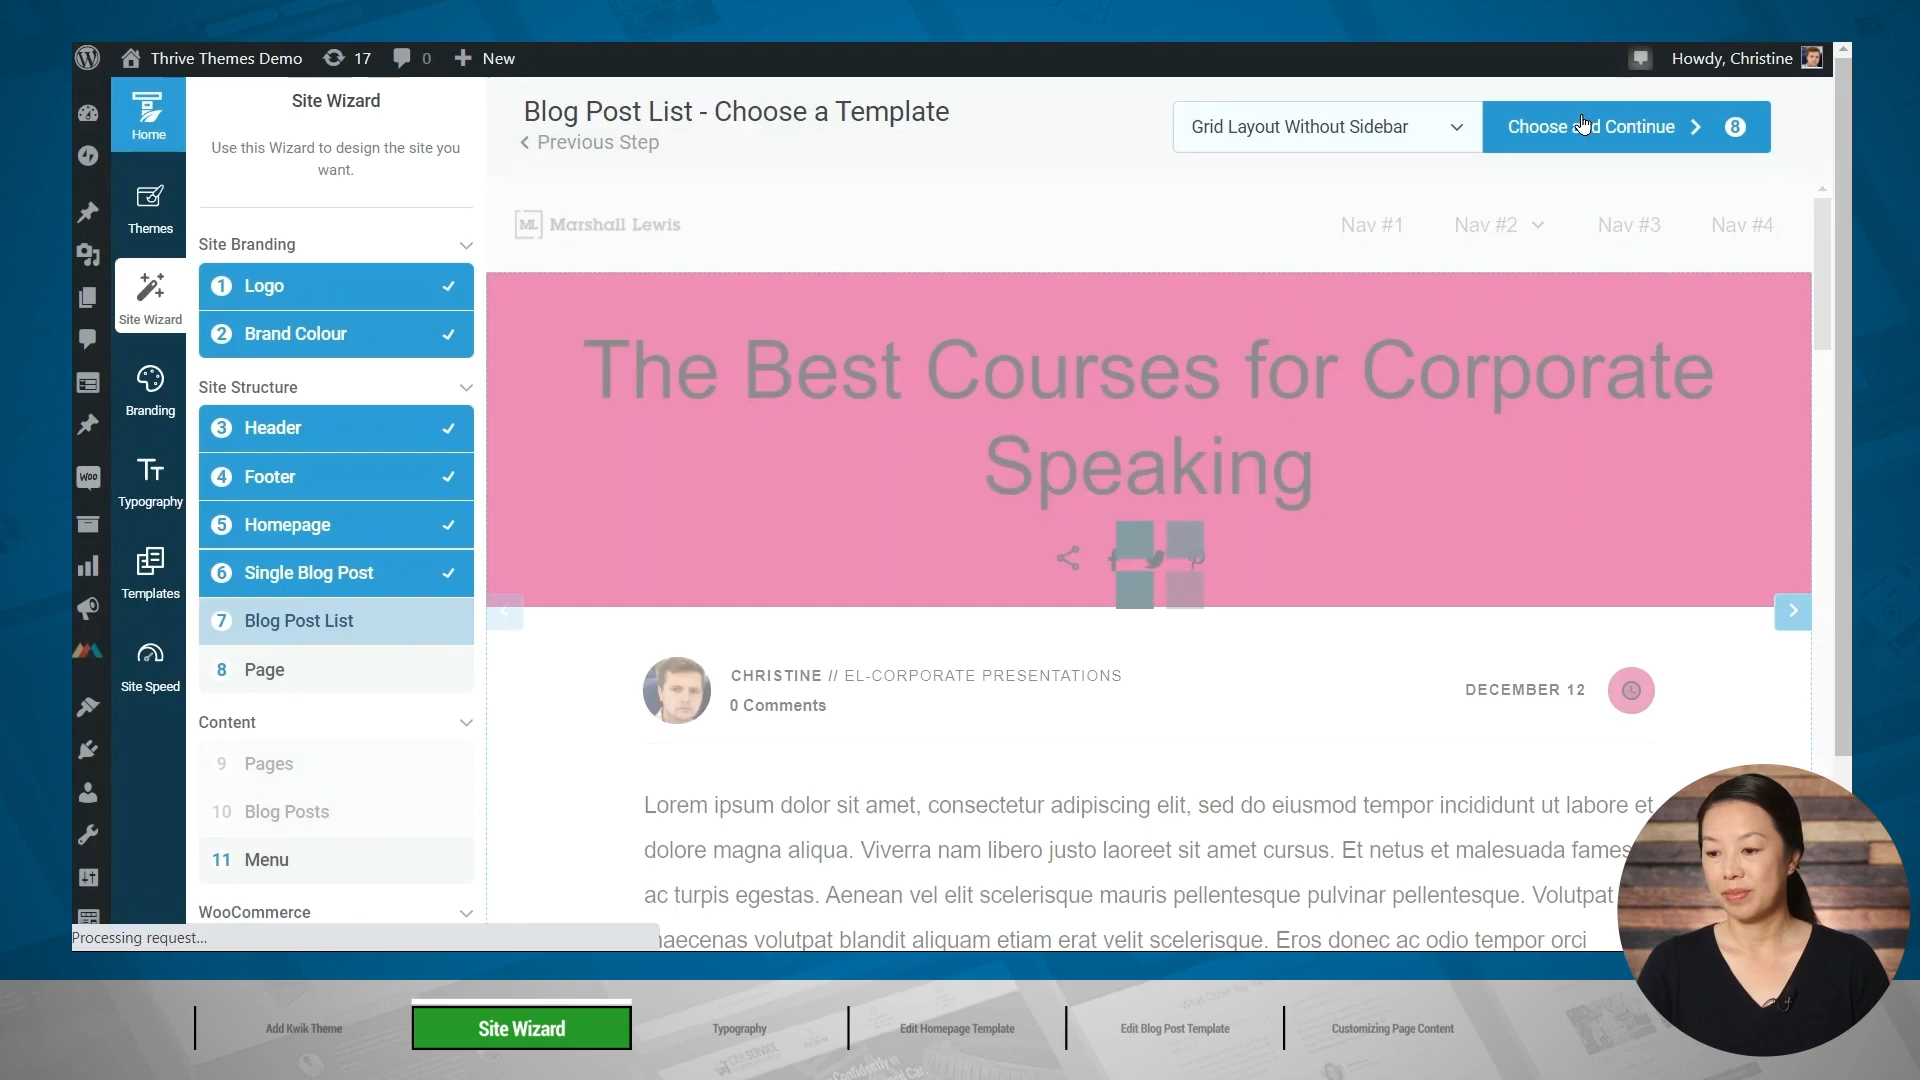 Thrive Themes Demo
17
0
New
Howdy, Christine
Home
Themes
Site Wizard
Branding
Typography
Templates
Site Speed
Woo
Site Wizard
Use this Wizard to design the site you
want.
Site Branding
1 Logo
2 Brand Colour
Site Structure
3 Header
4 Footer
5 Homepage
6 Single Blog Post
7 Blog Post List
8 Page
Content
9 Pages
10 Blog Posts
11 Menu
WooCommerce
Processing request...
Blog Post List - Choose a Template
Previous Step
Grid Layout Without Sidebar
Choose and Continue 8
ML Marshall Lewis
Nav #1 Nav #2 Nav #3 Nav #4
The Best Courses for Corporate
Speaking
CHRISTINE // EL-CORPORATE PRESENTATIONS
0 Comments
DECEMBER 12
Lorem ipsum dolor sit amet, consectetur adipiscing elit, sed do eiusmod tempor incididunt ut labore et
dolore magna aliqua. Viverra nam libero justo laoreet sit amet cursus. Et netus et malesuada fames
ac turpis egestas. Aenean vel elit scelerisque mauris pellentesque pulvinar pellentesque. Volutpat
maecenas volutpat blandit aliquam etiam erat velit scelerisque. Eros donec ac odio tempor orci
Add Kwik Theme
Site Wizard
Typography
Edit Homepage Template
Edit Blog Post Template
Customizing Page Content